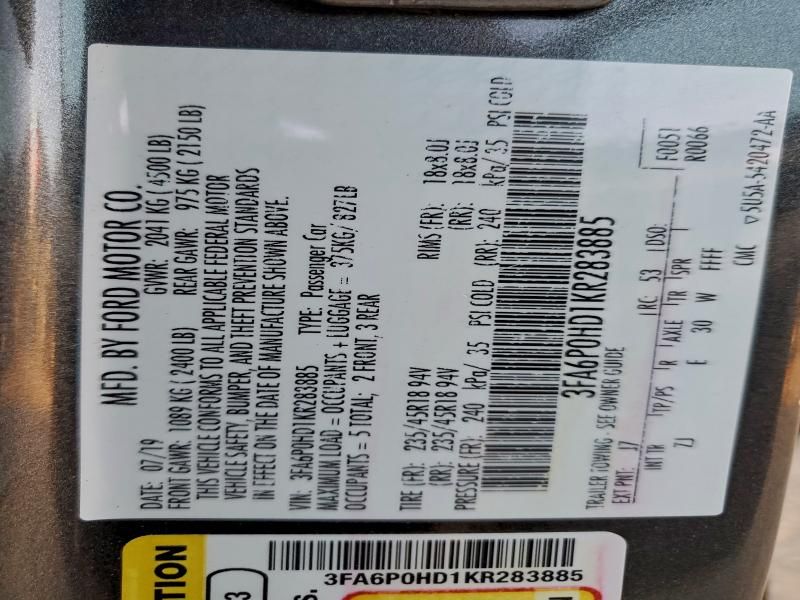 MFD. BY FORD MOTOR CO.
DATE: 07/19 GVWR: 2041 KG ( 4500 LB)
FRONT GAWR: 1089 KG ( 2400 LB) REAR GAWR: 975 KG ( 2150 LB)
THIS VEHICLE CONFORMS TO ALL APPLICABLE FEDERAL MOTOR
VEHICLE SAFETY, BUMPER, AND THEFT PREVENTION STANDARDS
IN EFFECT ON THE DATE OF MANUFACTURE SHOWN ABOVE.
VIN: 3FA6P0HD1KR283885 TYPE: Passenger Car
MAXIMUM LOAD = OCCUPANTS + LUGGAGE = 375KG/ 827LB
OCCUPANTS = 5 TOTAL; 2 FRONT, 3 REAR
TIRE (FR): 235/45R18 94V RIMS (FR): 18x8.0J
(RR): 235/45R18 94V (RR): 18x8.0J
PRESSURE (FR): 240 kPa/ 35 PSI COLD (RR): 240 kPa/ 35 PSI COLD
3FA6P0HD1KR283885
TRAILER TOWING - SEE OWNER GUIDE
EXT PNT: J7 RC: 53 DSO: F0051
INT TR TP/PS R AXLE TR SPR R0066
ZJ E 30 W FFFF
CMC ▽5U5A-5420472-AA
3FA6P0HD1KR283885